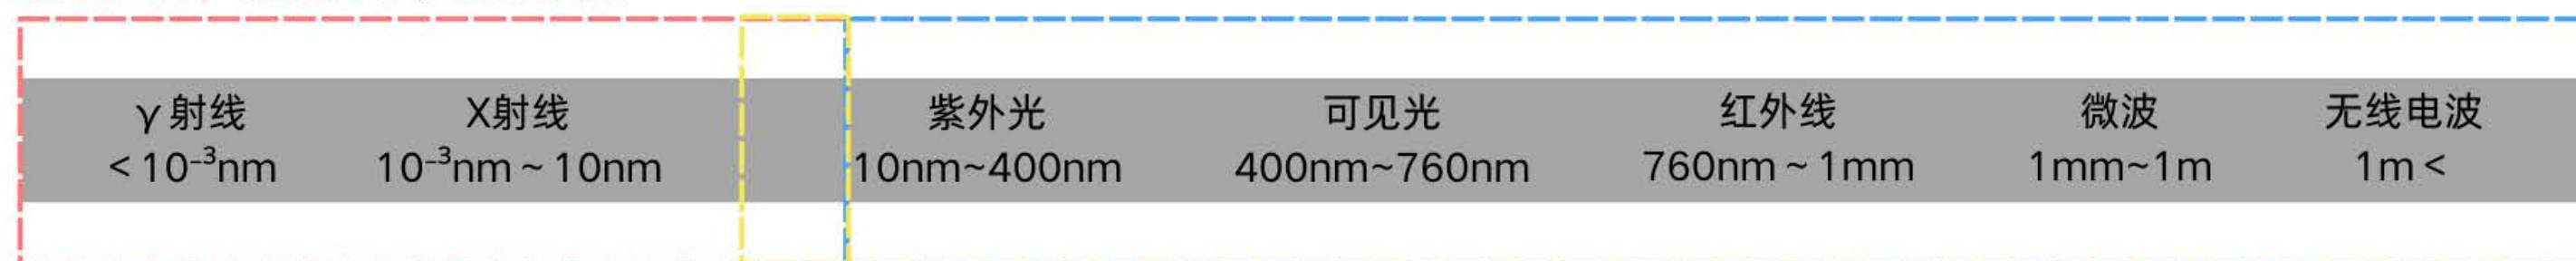 γ射线 X射线 紫外光 可见光 红外线 微波 无线电波
<10⁻³nm 10⁻³nm~10nm 10nm~400nm 400nm~760nm 760nm~1mm 1mm~1m 1m<